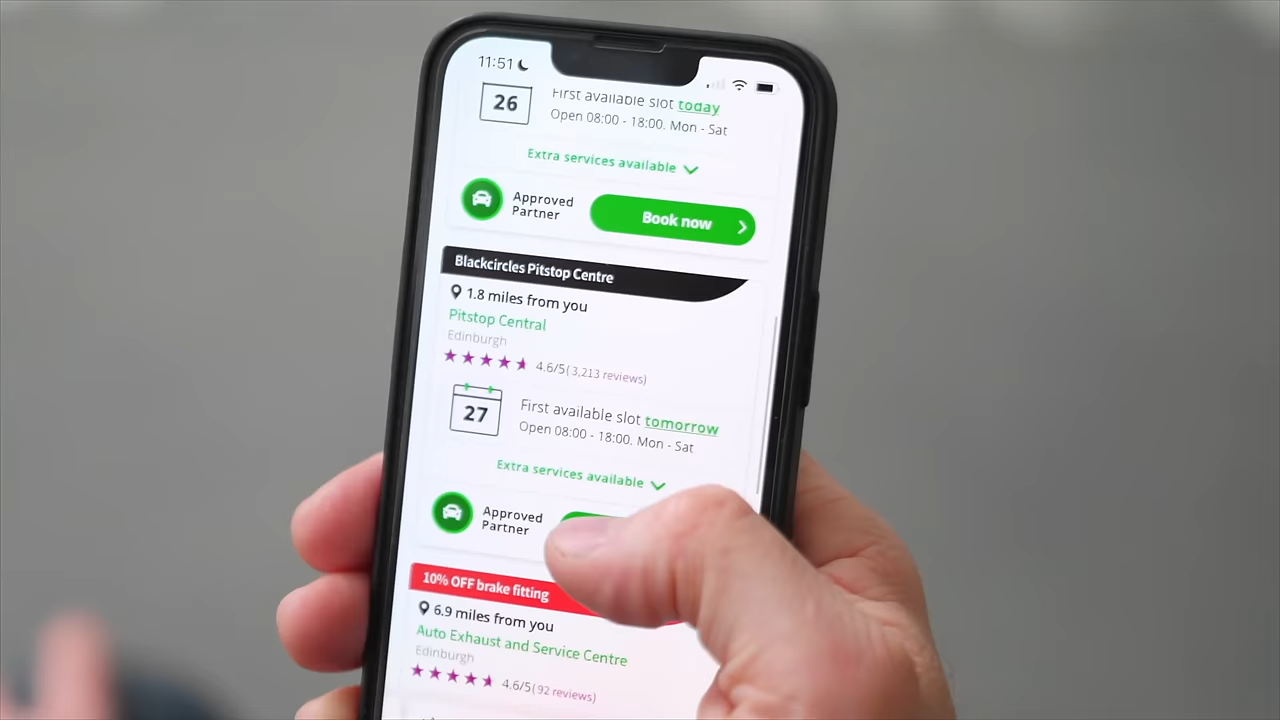 11:51
26
First available slot today
Open 08:00 - 18:00. Mon - Sat
Extra services available
Approved
Partner
Book now
Blackcircles Pitstop Centre
1.8 miles from you
Pitstop Central
Edinburgh
4.6/5 (3,213 reviews)
27
First available slot tomorrow
Open 08:00 - 18:00. Mon - Sat
Extra services available
Approved
Partner
10% OFF brake fitting
6.9 miles from you
Auto Exhaust and Service Centre
Edinburgh
4.6/5 (92 reviews)